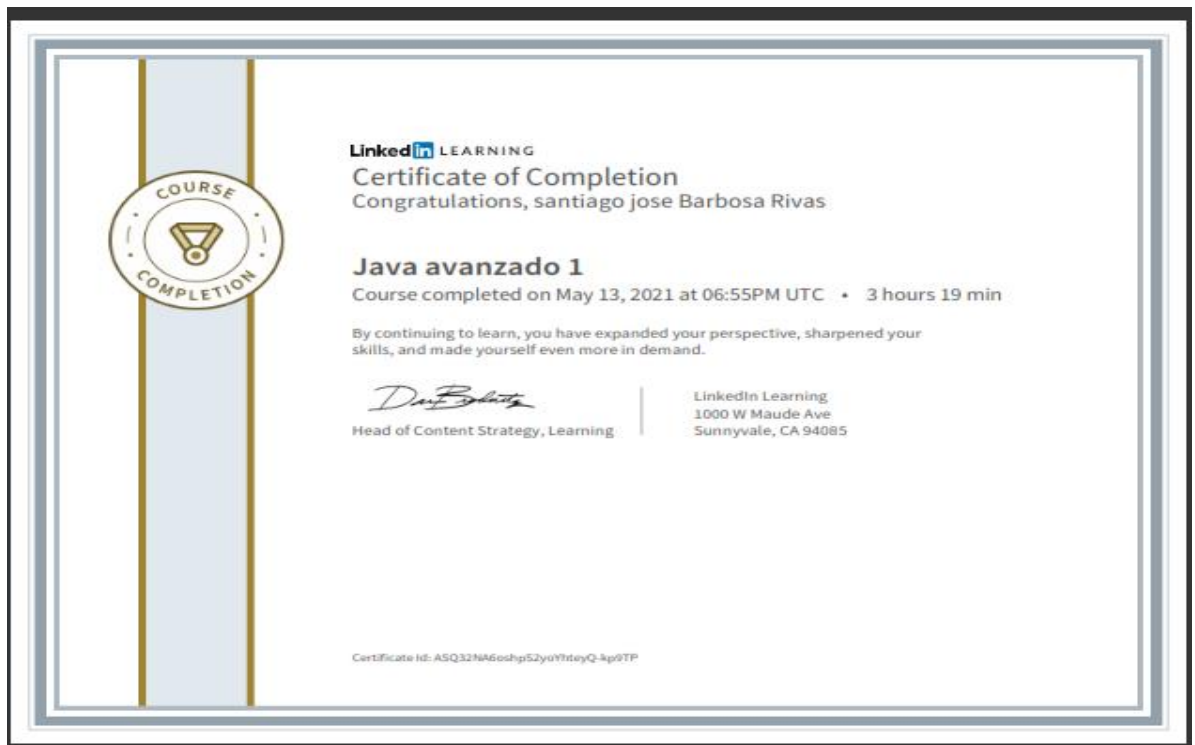 COURSE
COMPLETION
Linked in LEARNING
Certificate of Completion
Congratulations, santiago jose Barbosa Rivas
Java avanzado 1
Course completed on May 13, 2021 at 06:55PM UTC • 3 hours 19 min
By continuing to learn, you have expanded your perspective, sharpened your
skills, and made yourself even more in demand.
Head of Content Strategy, Learning
LinkedIn Learning
1000 W Maude Ave
Sunnyvale, CA 94085
Certificate Id: